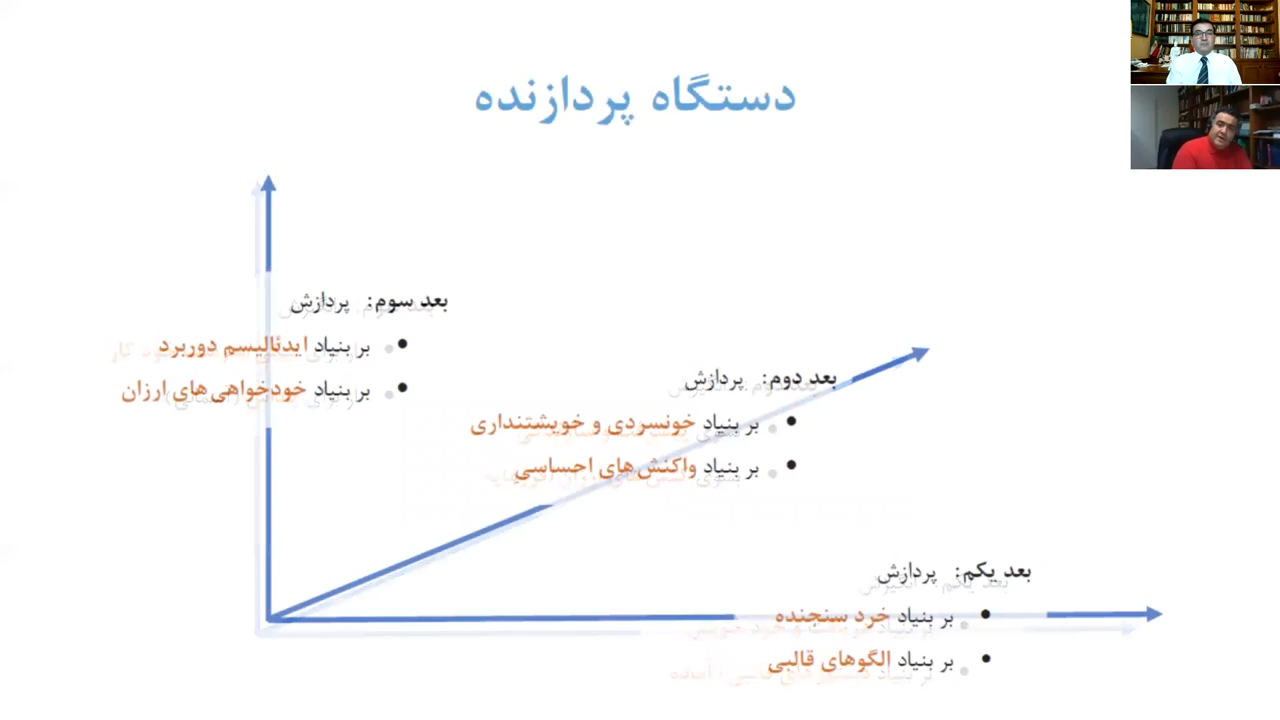 دستگاه پردازنده
بعد سوم: پردازش
بر بنیاد ایدئالیسم دوربرد
بر بنیاد خودخواهی های ارزان
بعد دوم: پردازش
بر بنیاد خونسردی و خویشتنداری
بر بنیاد واکنش های احساسی
بعد یکم: پردازش
بر بنیاد خرد سنجنده
بر بنیاد الگوهای قالبی